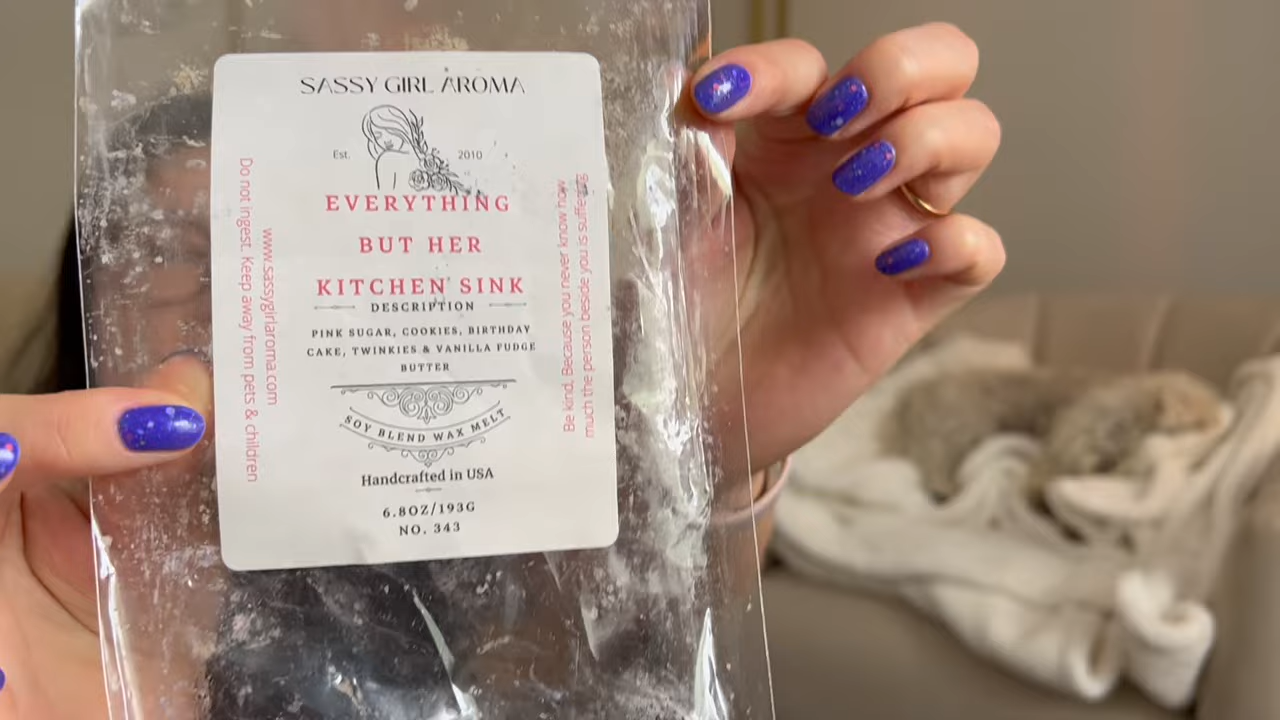 SASSY GIRL AROMA
Est. 2010
EVERYTHING
BUT HER
KITCHEN SINK
DESCRIPTION
PINK SUGAR, COOKIES, BIRTHDAY
CAKE, TWINKIES & VANILLA FUDGE
BUTTER
SOY BLEND WAX MELT
Handcrafted in USA
6.8OZ/193G
NO. 343
www.sassygirlaroma.com
Do not ingest. Keep away from pets & children
Be kind, Because you never know how
much the person beside you is suffering